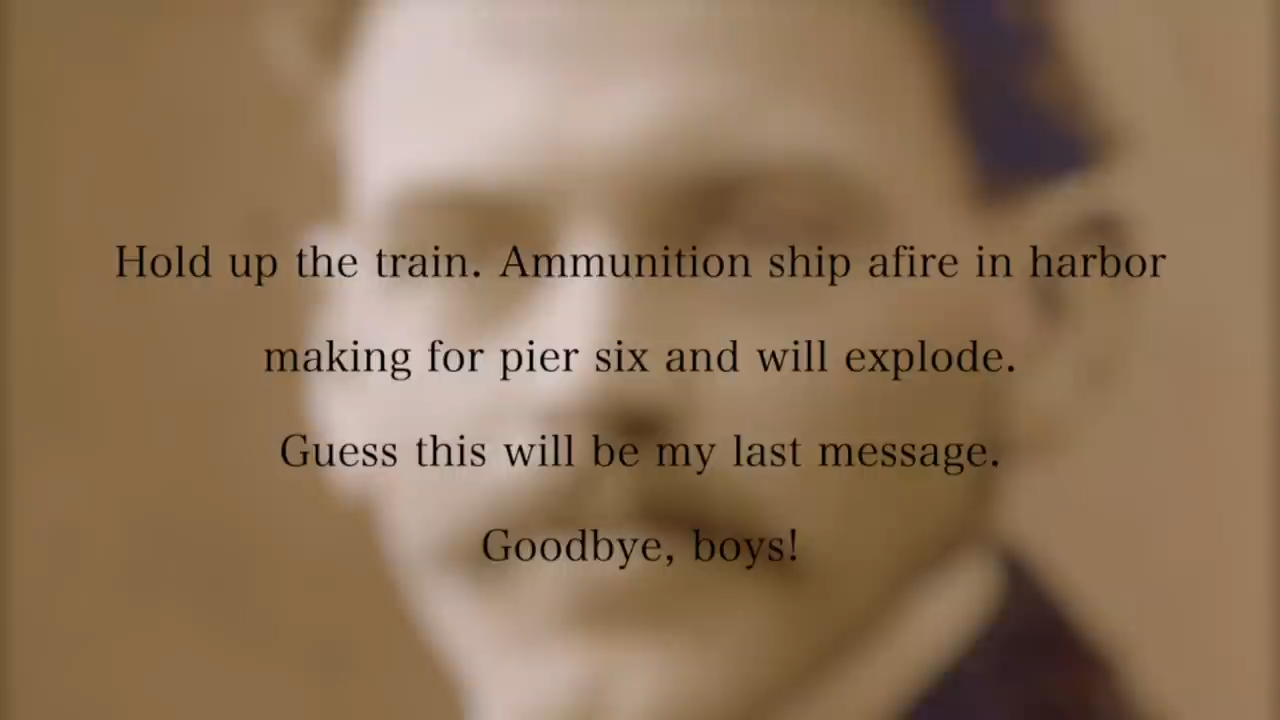 Hold up the train. Ammunition ship afire in harbor
making for pier six and will explode.
Guess this will be my last message.
Goodbye, boys!